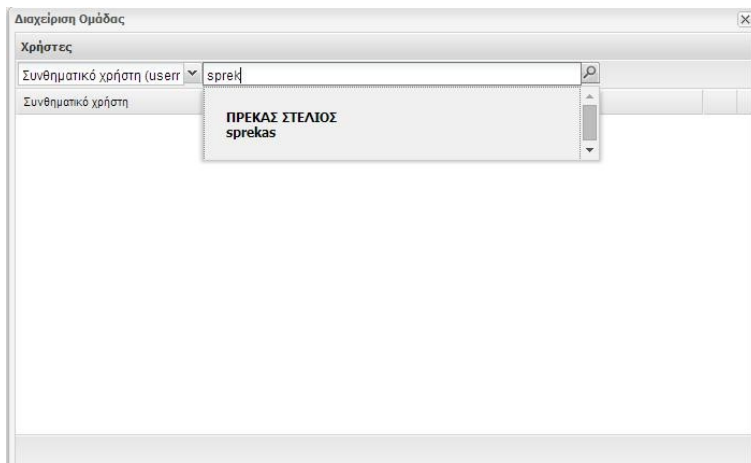 Διαχείριση Ομάδας
Χρήστες
Συνθηματικό χρήστη (userr sprek
Συνθηματικό χρήστη
ΠΡΕΚΑΣ ΣΤΕΛΙΟΣ
sprekas